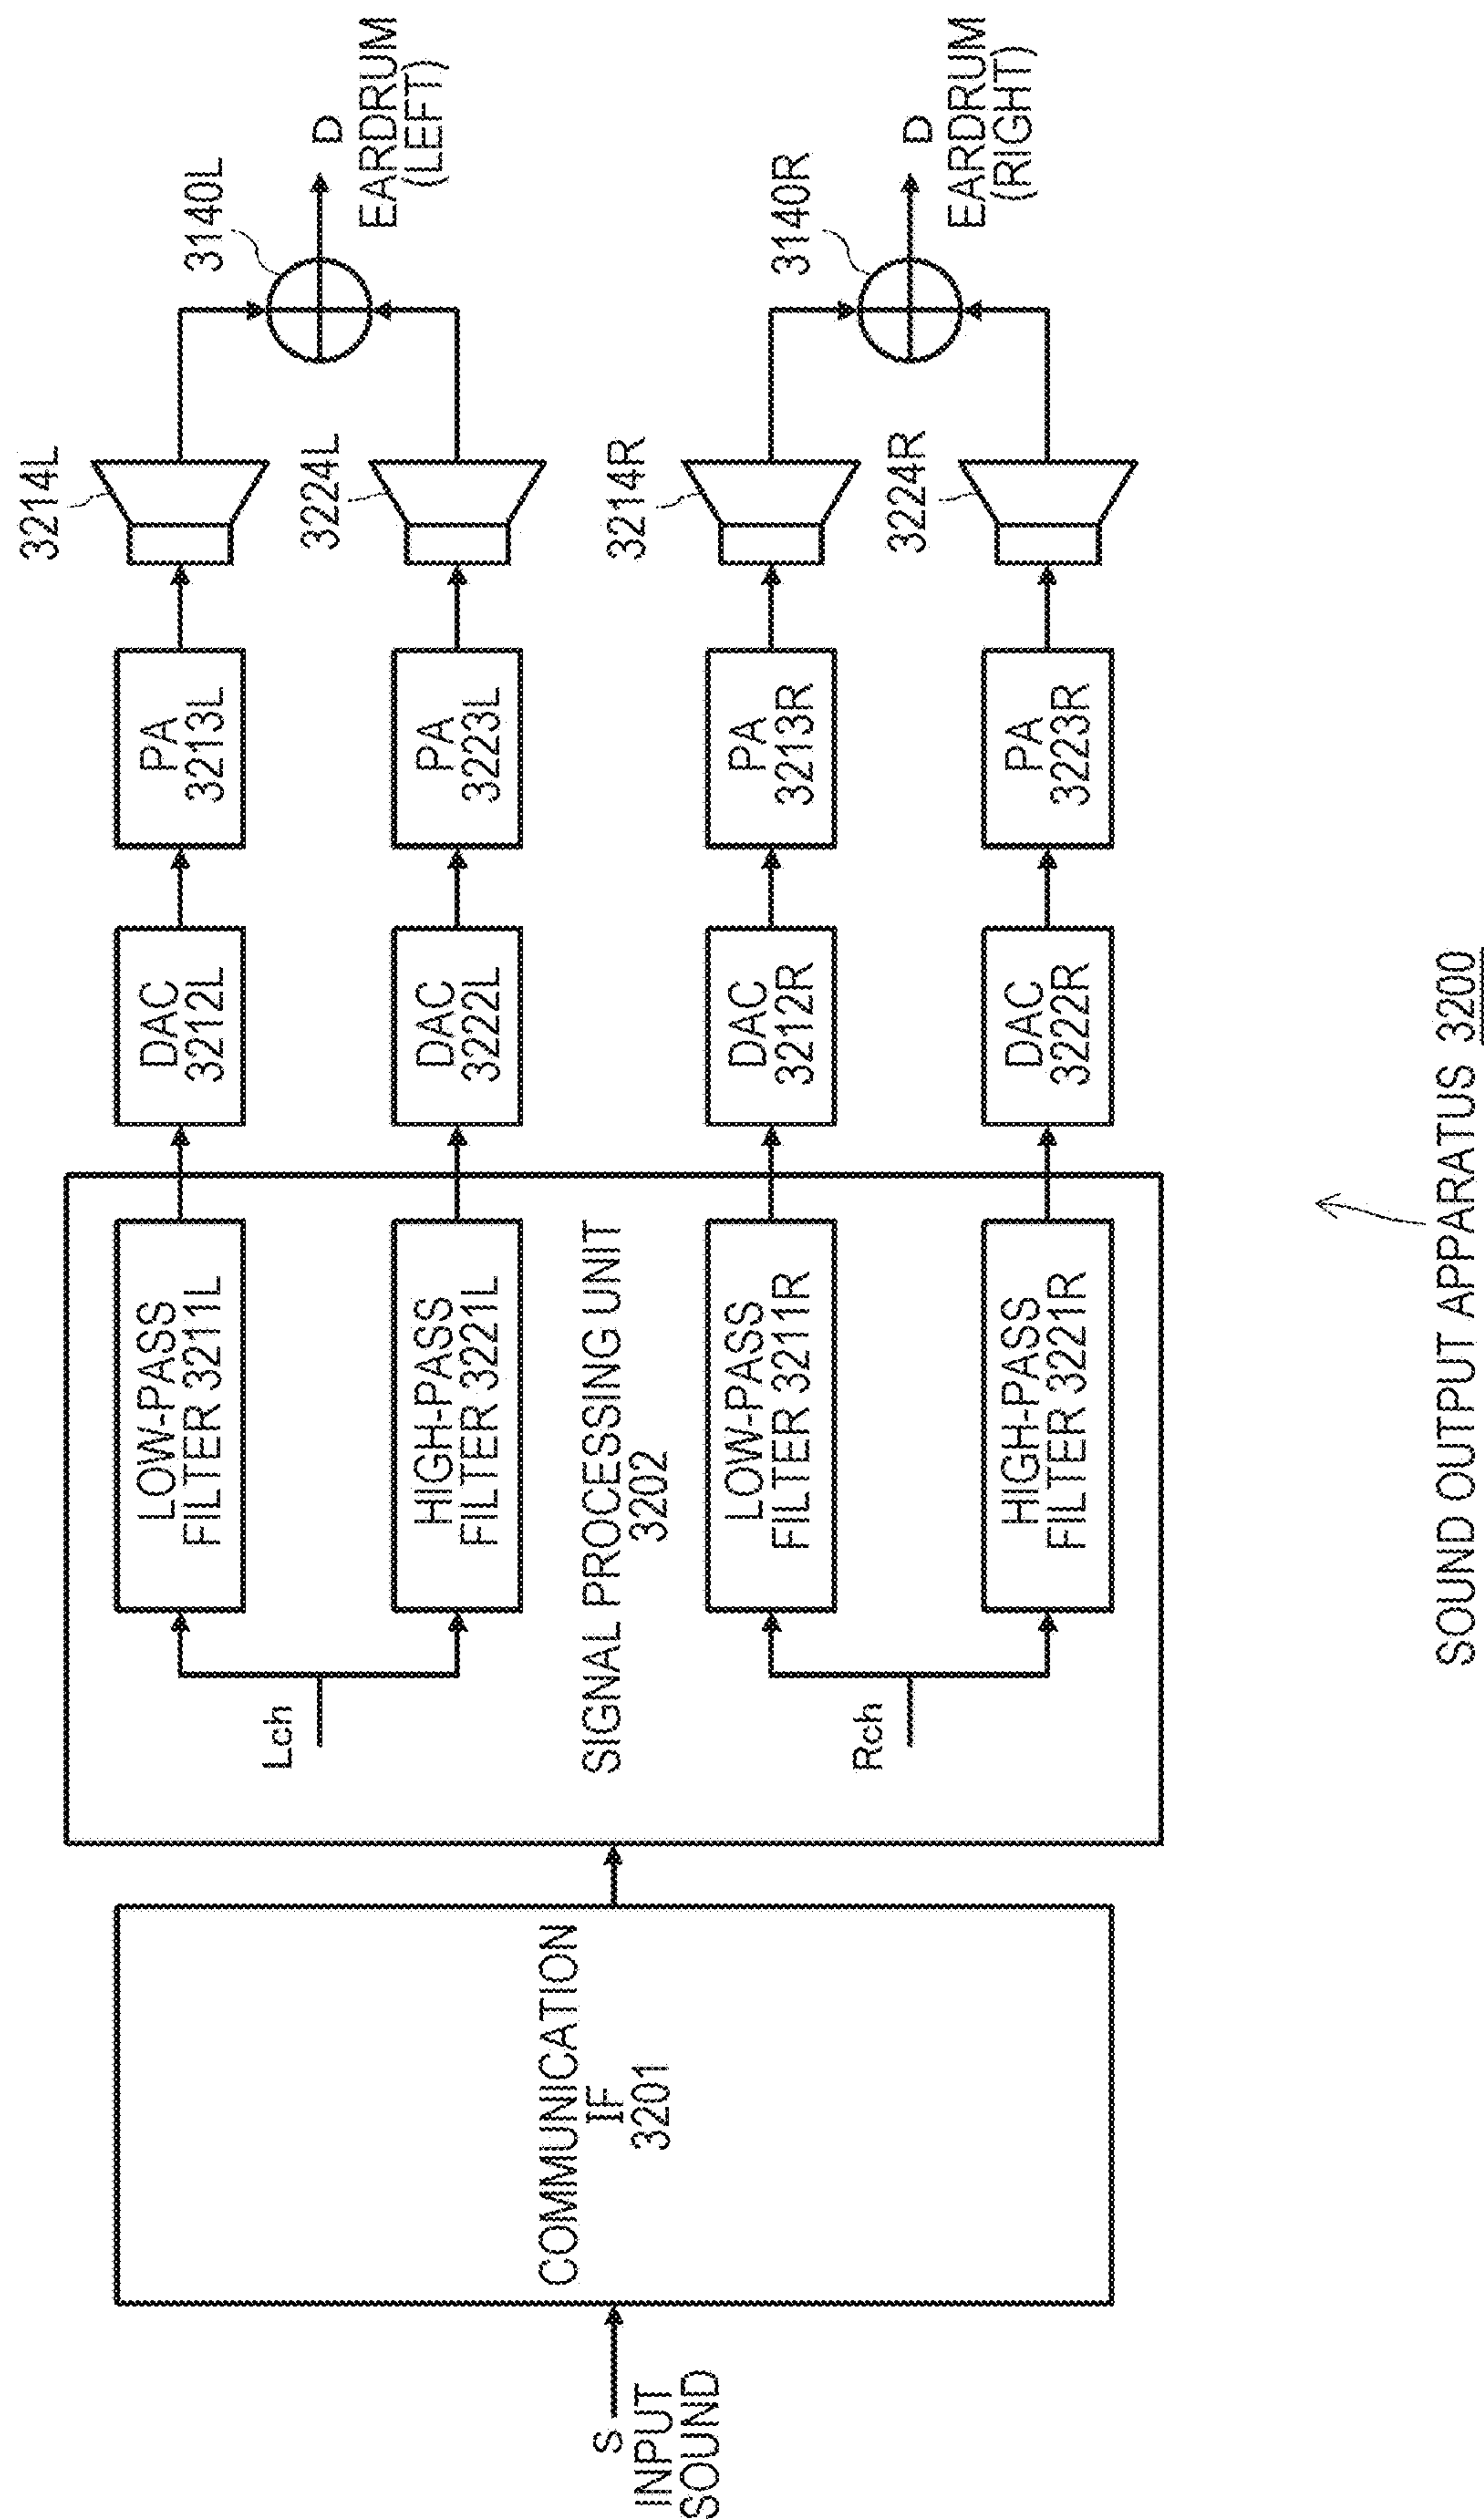 S
INPUT
SOUND
COMMUNICATION
IF
3201
SIGNAL PROCESSING UNIT
3202
Lch
LOW-PASS
FILTER 3211L
DAC
3212L
PA
3213L
3214L
HIGH-PASS
FILTER 3221L
DAC
3222L
PA
3223L
3224L
3140L
D
EARDRUM
(LEFT)
Rch
LOW-PASS
FILTER 3211R
DAC
3212R
PA
3213R
3214R
HIGH-PASS
FILTER 3221R
DAC
3222R
PA
3223R
3224R
3140R
D
EARDRUM
(RIGHT)
SOUND OUTPUT APPARATUS 3200